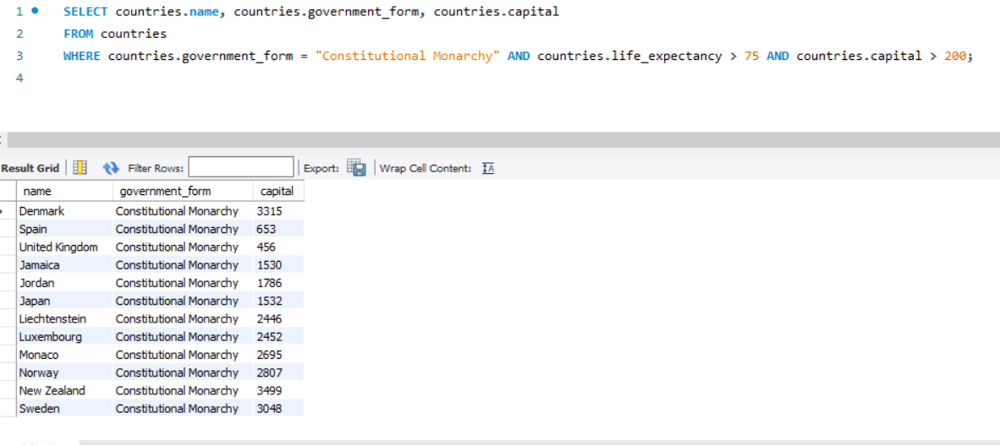 1 SELECT countries.name, countries.government_form, countries.capital
2 FROM countries
3 WHERE countries.government_form = "Constitutional Monarchy" AND countries.life_expectancy > 75 AND countries.capital > 200;
4
Result Grid Filter Rows: Export: Wrap Cell Content: IA
name government_form capital
Denmark Constitutional Monarchy 3315
Spain Constitutional Monarchy 653
United Kingdom Constitutional Monarchy 456
Jamaica Constitutional Monarchy 1530
Jordan Constitutional Monarchy 1786
Japan Constitutional Monarchy 1532
Liechtenstein Constitutional Monarchy 2446
Luxembourg Constitutional Monarchy 2452
Monaco Constitutional Monarchy 2695
Norway Constitutional Monarchy 2807
New Zealand Constitutional Monarchy 3499
Sweden Constitutional Monarchy 3048